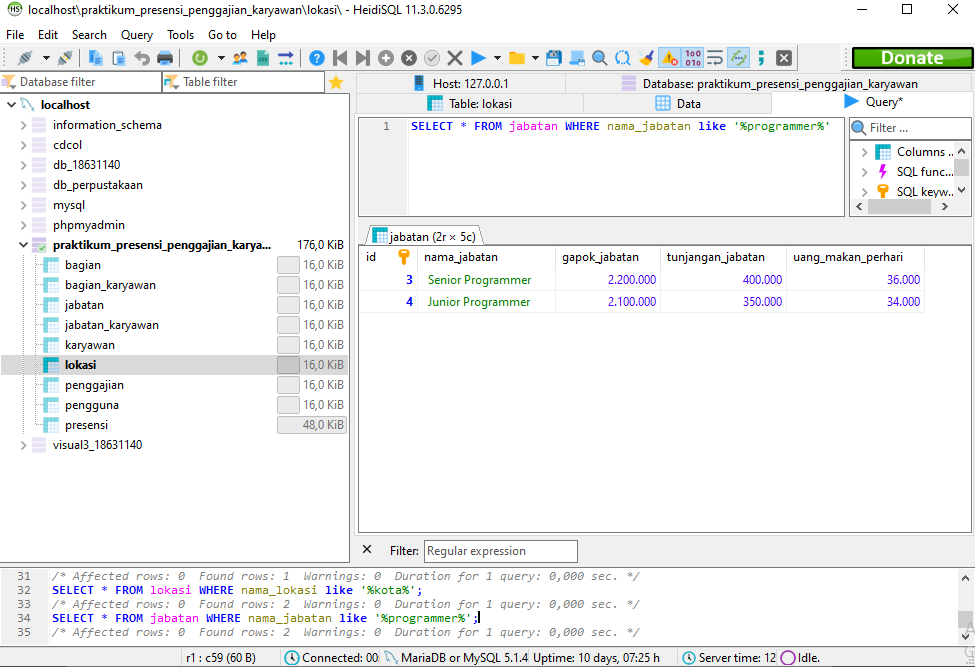 localhost\praktikum_presensi_penggajian_karyawan\lokasi\ - HeidiSQL 11.3.0.6295
File Edit Search Query Tools Go to Help
Donate
Database filter Table filter
Host: 127.0.0.1 Database: praktikum_presensi_penggajian_karyawan
Table: lokasi Data Query*
localhost
information_schema
cdcol
db_18631140
db_perpustakaan
mysql
phpmyadmin
praktikum_presensi_penggajian_karya... 176,0 KiB
bagian 16,0 KiB
bagian_karyawan 16,0 KiB
jabatan 16,0 KiB
jabatan_karyawan 16,0 KiB
karyawan 16,0 KiB
lokasi 16,0 KiB
penggajian 16,0 KiB
pengguna 16,0 KiB
presensi 48,0 KiB
visual3_18631140
1 SELECT * FROM jabatan WHERE nama_jabatan like '%programmer%'
Filter ...
Columns ..
SQL func...
SQL keyw..
jabatan (2r × 5c)
id nama_jabatan gapok_jabatan tunjangan_jabatan uang_makan_perhari
3 Senior Programmer 2.200.000 400.000 36.000
4 Junior Programmer 2.100.000 350.000 34.000
Filter: Regular expression
31 /* Affected rows: 0 Found rows: 1 Warnings: 0 Duration for 1 query: 0,000 sec. */
32 SELECT * FROM lokasi WHERE nama_lokasi like '%kota%';
33 /* Affected rows: 0 Found rows: 2 Warnings: 0 Duration for 1 query: 0,000 sec. */
34 SELECT * FROM jabatan WHERE nama_jabatan like '%programmer%';
35 /* Affected rows: 0 Found rows: 2 Warnings: 0 Duration for 1 query: 0,000 sec. */
r1 : c59 (60 B) Connected: 00: MariaDB or MySQL 5.1.4 Uptime: 10 days, 07:25 h Server time: 12 Idle.